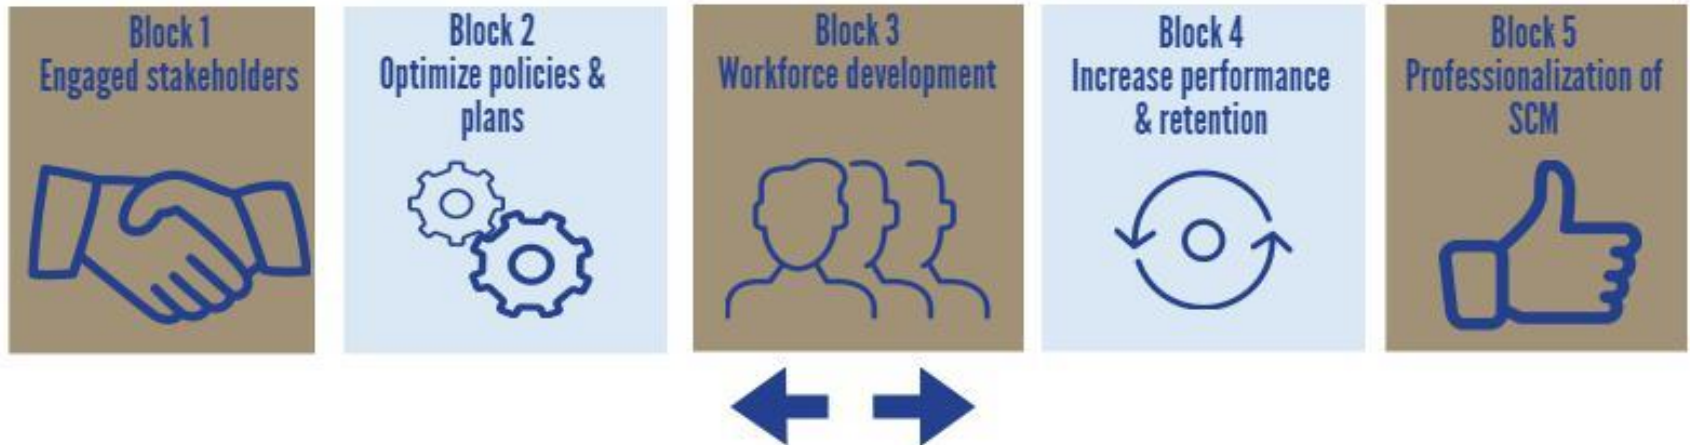 Block 1
Engaged stakeholders
Block 2
Optimize policies &
plans
Block 3
Workforce development
Block 4
Increase performance
& retention
Block 5
Professionalization of
SCM